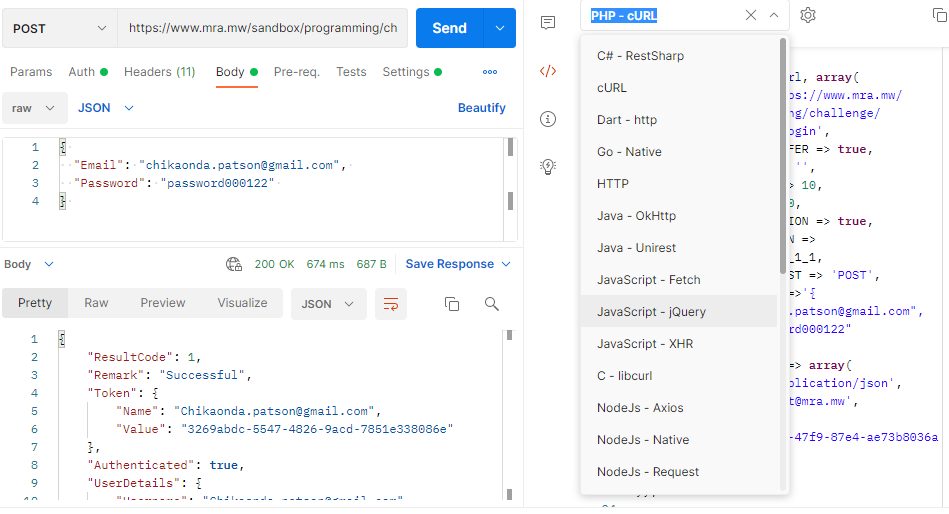 POST
https://www.mra.mw/sandbox/programming/ch
Send
Params Auth Headers (11) Body Pre-req. Tests Settings
raw JSON Beautify
1 {
2 "Email": "chikaonda.patson@gmail.com",
3 "Password": "password000122"
4 }
Body 200 OK 674 ms 687 B Save Response
Pretty Raw Preview Visualize JSON
1 {
2 "ResultCode": 1,
3 "Remark": "Successful",
4 "Token": {
5 "Name": "Chikaonda.patson@gmail.com",
6 "Value": "3269abdc-5547-4826-9acd-7851e338086e"
7 },
8 "Authenticated": true,
9 "UserDetails": {
10 "Username": "Chikaonda.patson@gmail.com"
PHP - cURL
C# - RestSharp
cURL
Dart - http
Go - Native
HTTP
Java - OkHttp
Java - Unirest
JavaScript - Fetch
JavaScript - jQuery
JavaScript - XHR
C - libcurl
NodeJs - Axios
NodeJs - Native
NodeJs - Request
rl, array(
ps://www.mra.mw/
ng/challenge/
ogin',
FER => true,
'',
> 10,
0,
ION => true,
N =>
_1_1,
ST => 'POST',
=>'{
.patson@gmail.com",
rd000122"
=> array(
plication/json',
t@mra.mw',
-47f9-87e4-ae73b8036a